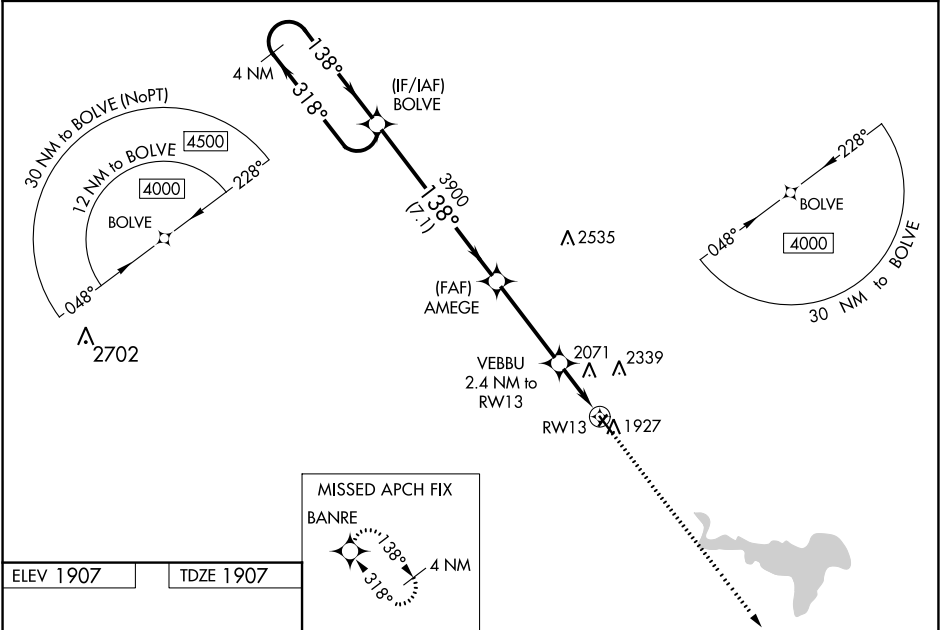 138°
4 NM
318°
(IF/IAF)
BOLVE
30 NM to BOLVE (NoPT)
4500
12 NM to BOLVE
4000
228°
BOLVE
048°
2702
3900
138°
(7.1)
2535
228°
BOLVE
048°
4000
30 NM to BOLVE
(FAF)
AMEGE
VEBBU
2.4 NM to
RW13
2071
2339
RW13
1927
MISSED APCH FIX
BANRE
138°
4 NM
318°
ELEV 1907
TDZE 1907